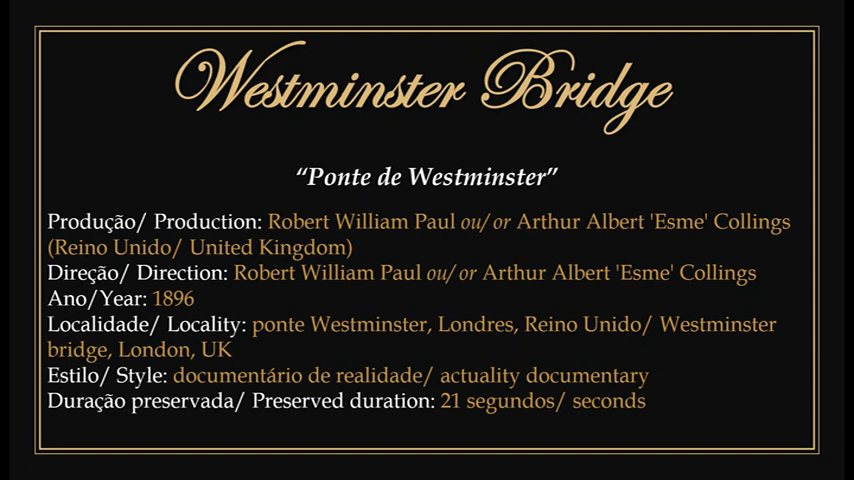 Westminster Bridge
“Ponte de Westminster”
Produção/ Production: Robert William Paul ou/or Arthur Albert 'Esme' Collings
(Reino Unido/ United Kingdom)
Direção/ Direction: Robert William Paul ou/or Arthur Albert 'Esme' Collings
Ano/Year: 1896
Localidade/ Locality: ponte Westminster, Londres, Reino Unido/ Westminster
bridge, London, UK
Estilo/ Style: documentário de realidade/ actuality documentary
Duração preservada/ Preserved duration: 21 segundos/ seconds